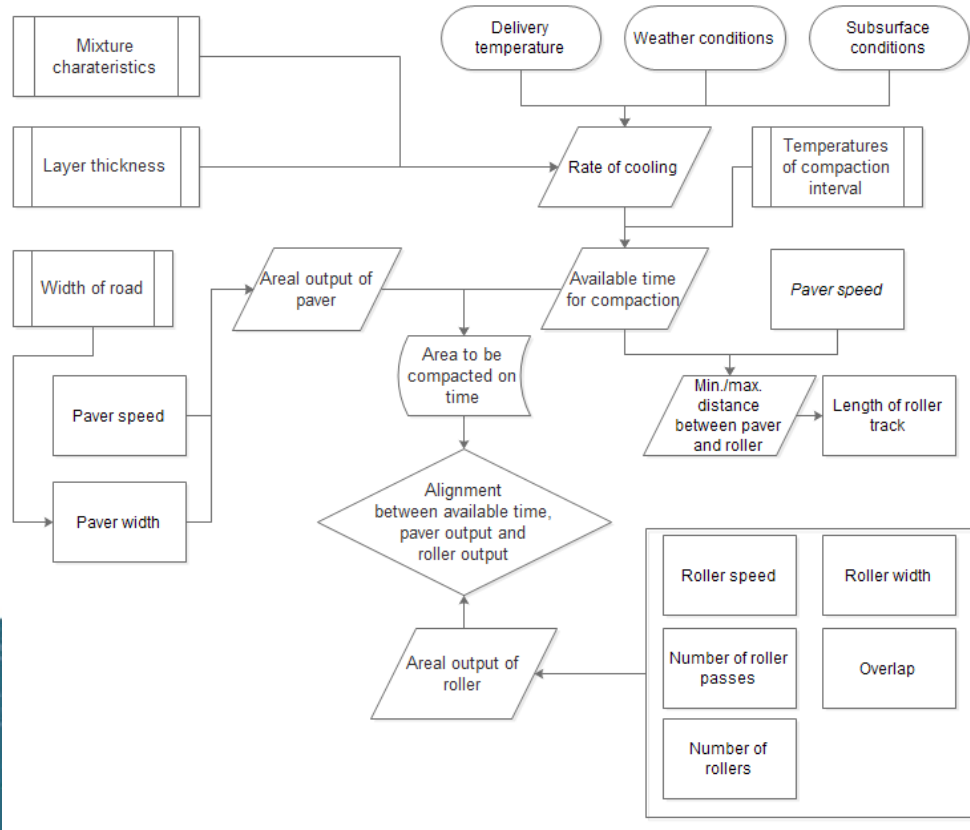 Mixture
charateristics
Delivery
temperature
Weather conditions
Subsurface
conditions
Layer thickness
Rate of cooling
Temperatures
of compaction
interval
Width of road
Areal output of
paver
Available time
for compaction
Paver speed
Area to be
compacted on
time
Paver speed
Min./max.
distance
between paver
and roller
Length of roller
track
Paver width
Alignment
between available time,
paver output and
roller output
Roller speed
Roller width
Areal output of
roller
Number of roller
passes
Overlap
Number of
rollers